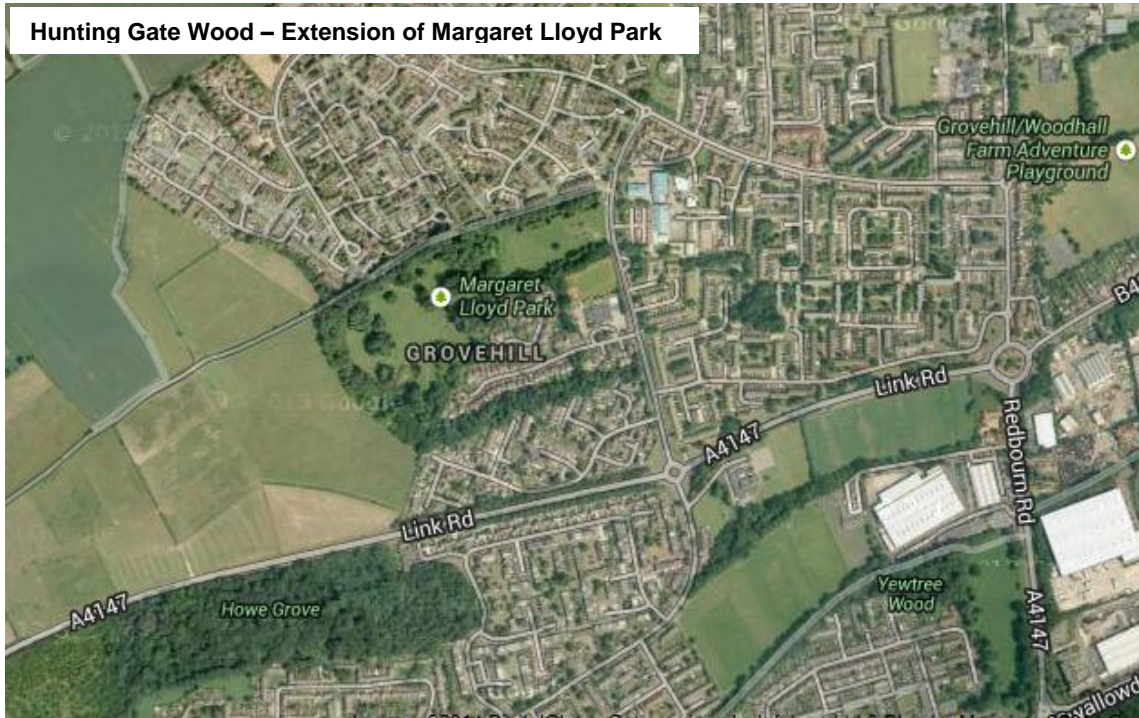 Hunting Gate Wood – Extension of Margaret Lloyd Park
Grovehill/Woodhall
Farm Adventure
Playground
Margaret
Lloyd Park
GROVEHILL
B4
Link Rd
A4147
Redbourn Rd
Link Rd
A4147
Howe Grove
Yewtree
Wood
A4147